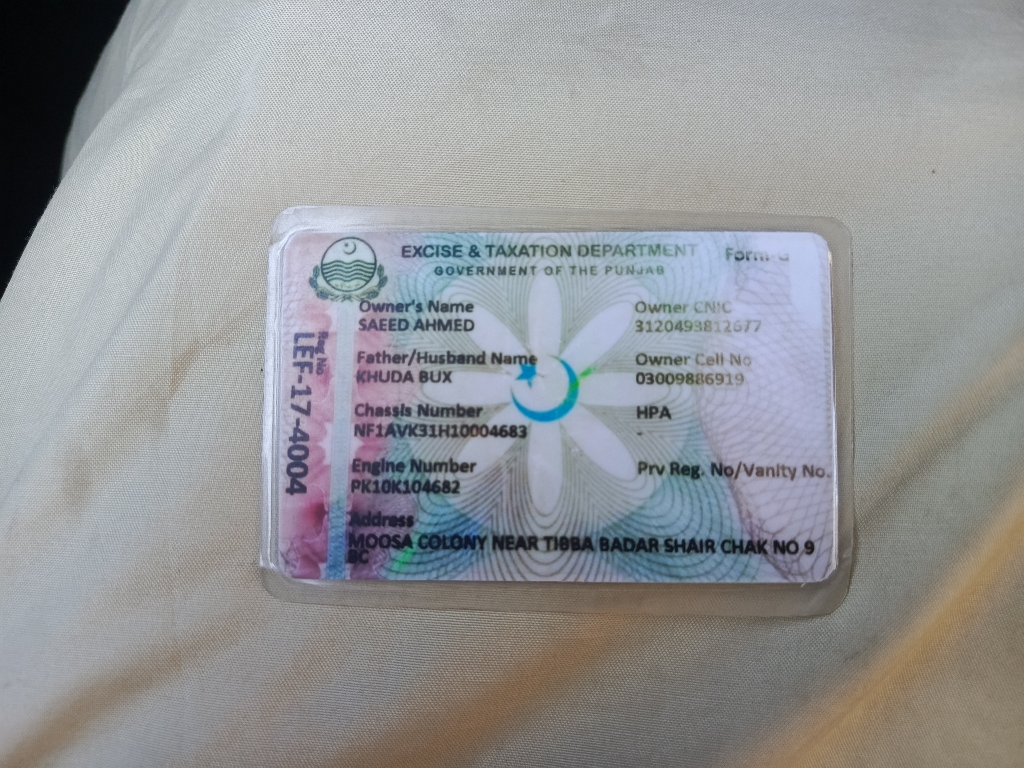 EXCISE & TAXATION DEPARTMENT
GOVERNMENT OF THE PUNJAB
Form-G
Reg No
LEF-17-4004
Owner's Name
SAEED AHMED
Owner CNIC
3120493812677
Father/Husband Name
KHUDA BUX
Owner Cell No
03009886919
Chassis Number
NF1AVK31H10004683
HPA
-
Engine Number
PK10K104682
Prv Reg. No/Vanity No.
Address
MOOSA COLONY NEAR TIBBA BADAR SHAIR CHAK NO 9
BC